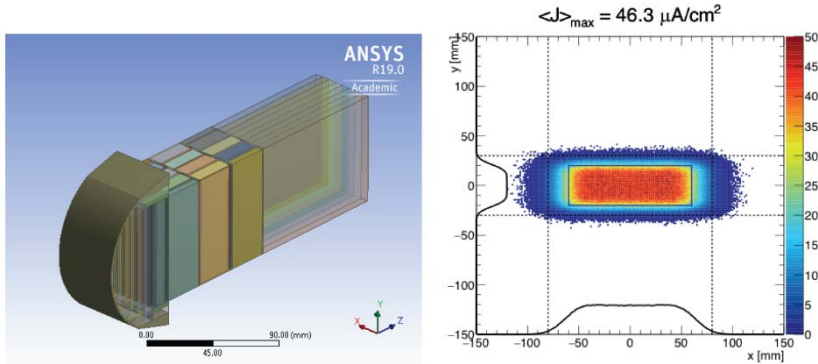 ANSYS
R19.0
Academic
0.00
90.00 (mm)
45.00
X
Y
Z
<J>max = 46.3 μA/cm²
y [mm]
150
100
50
0
−50
−100
−150
−150
−100
−50
0
50
100
150
x [mm]
50
45
40
35
30
25
20
15
10
5
0